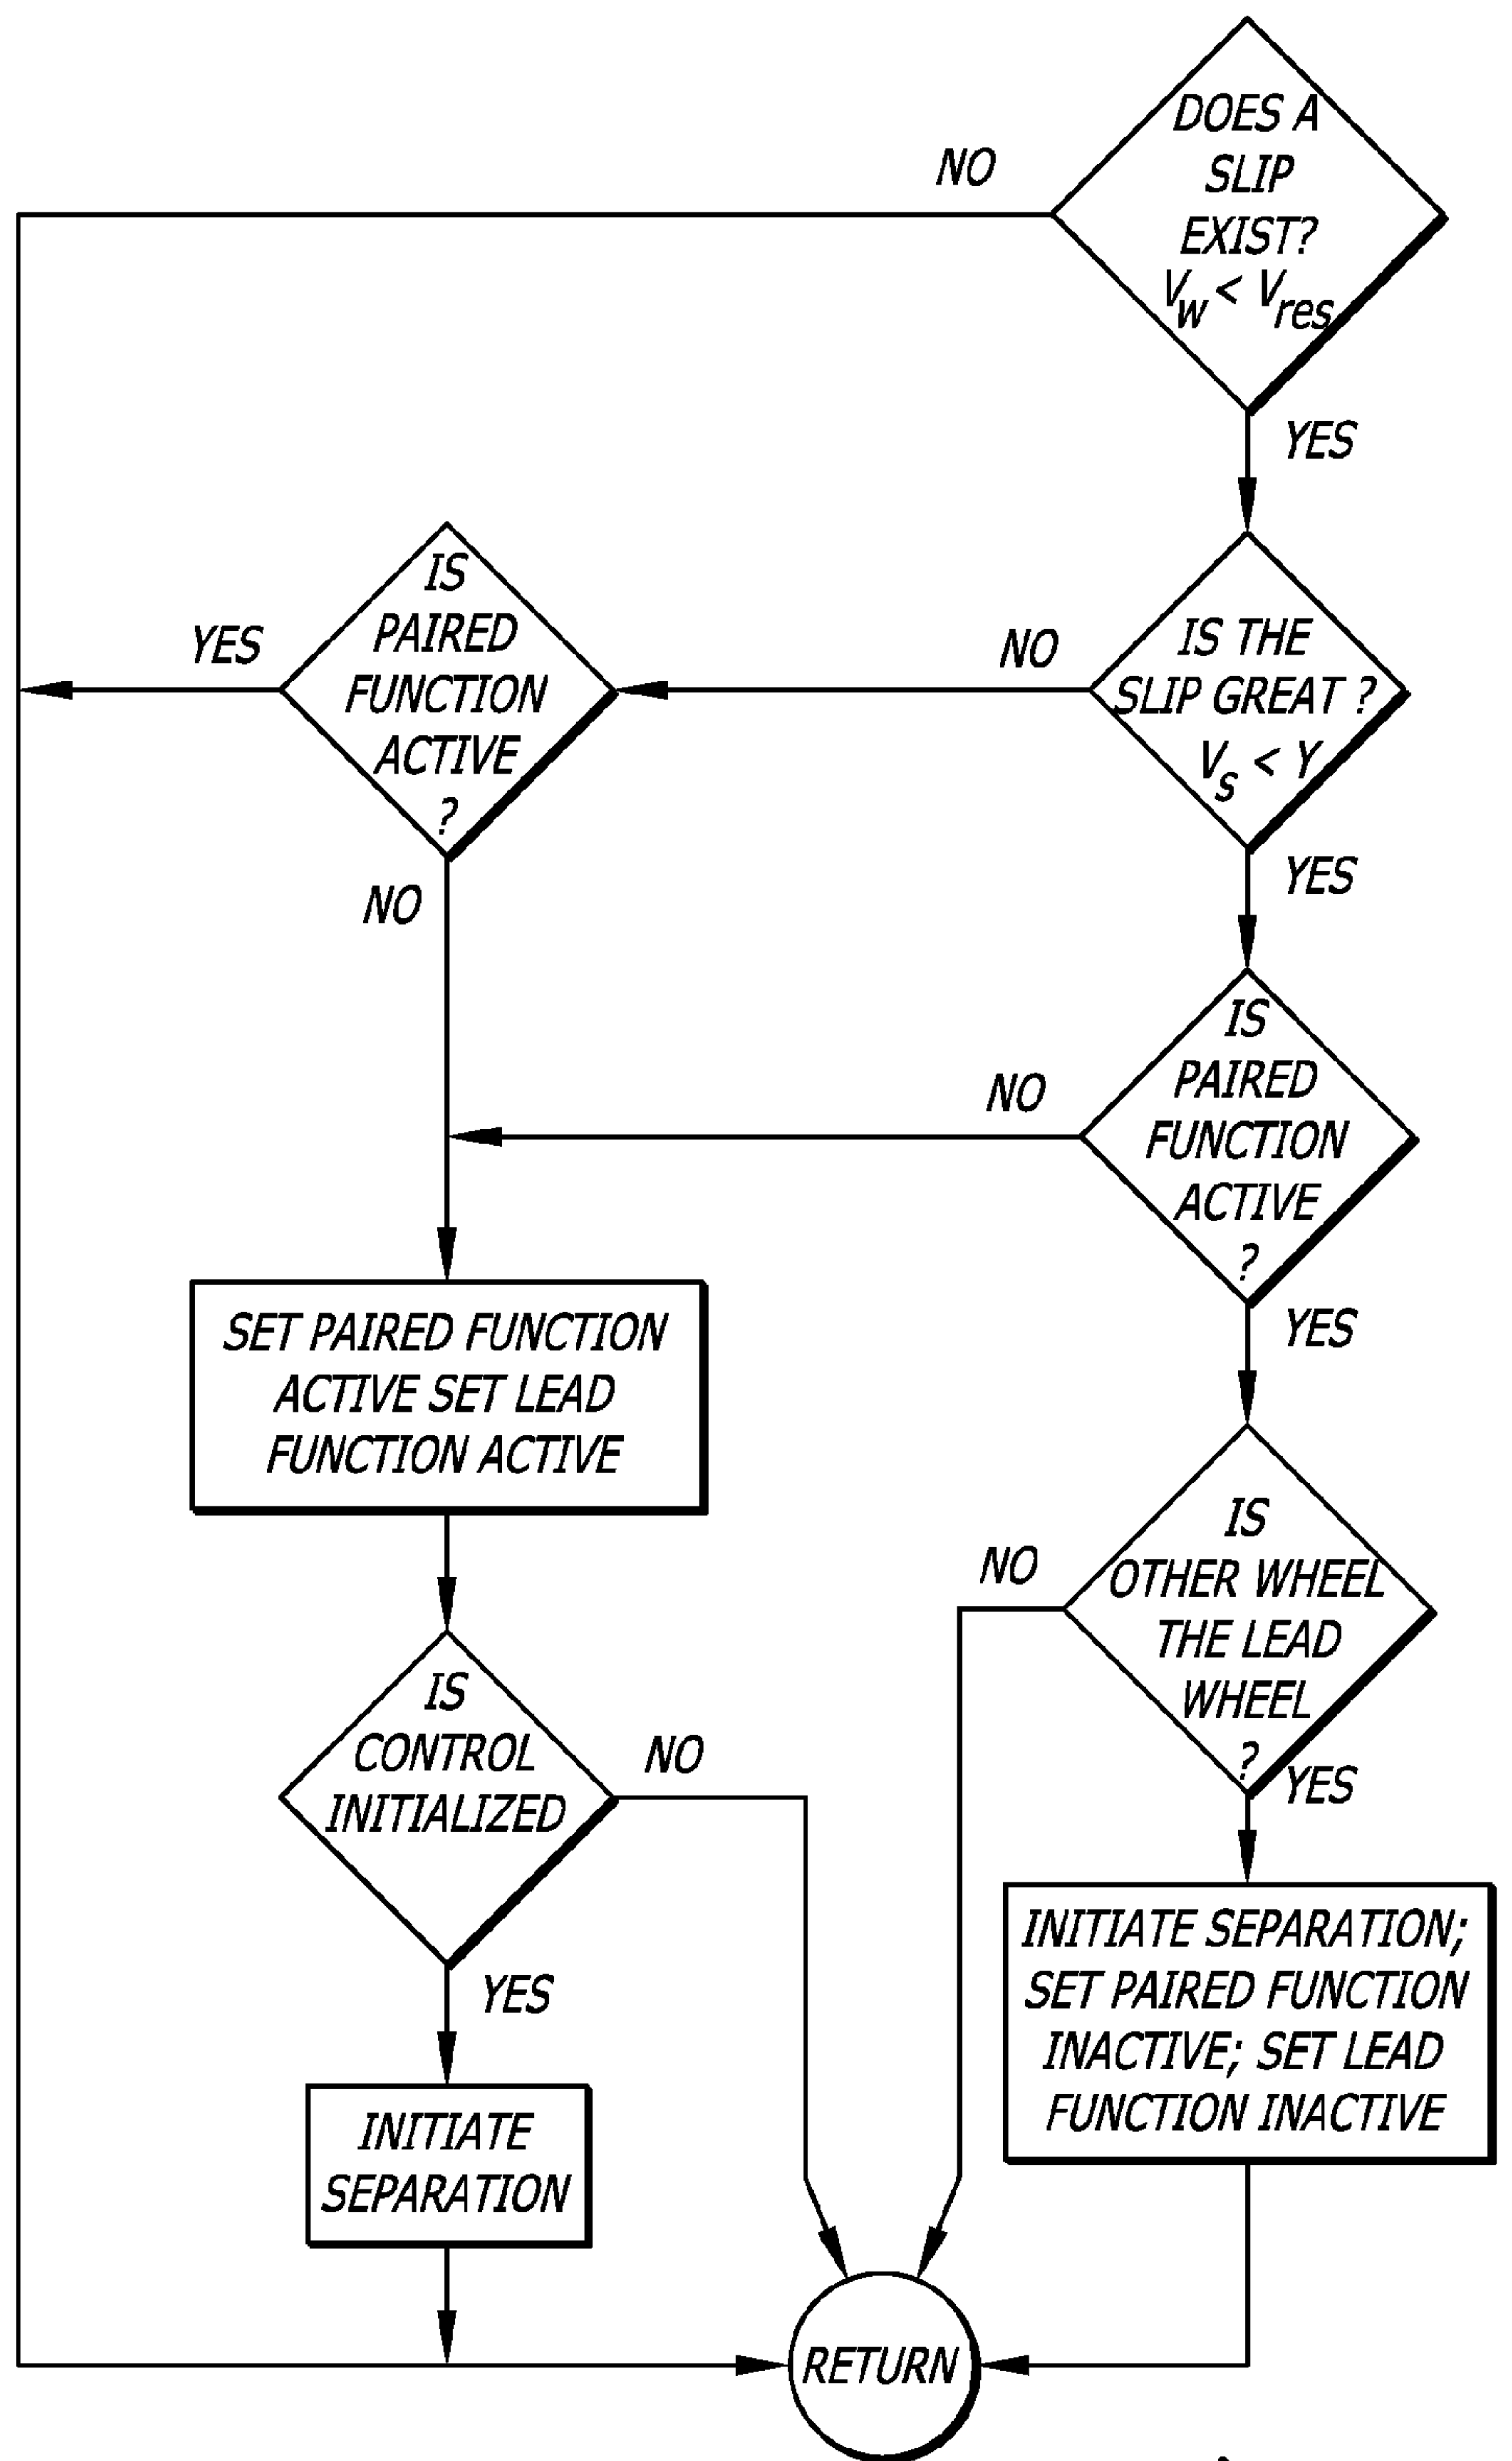 DOES A
SLIP
EXIST?
Vw < Vres
NO
YES
IS
PAIRED
FUNCTION
ACTIVE
?
YES
NO
IS THE
SLIP GREAT ?
Vs < Y
NO
YES
IS
PAIRED
FUNCTION
ACTIVE
?
NO
YES
SET PAIRED FUNCTION
ACTIVE SET LEAD
FUNCTION ACTIVE
IS
OTHER WHEEL
THE LEAD
WHEEL
?
NO
YES
IS
CONTROL
INITIALIZED
NO
YES
INITIATE SEPARATION;
SET PAIRED FUNCTION
INACTIVE; SET LEAD
FUNCTION INACTIVE
INITIATE
SEPARATION
RETURN